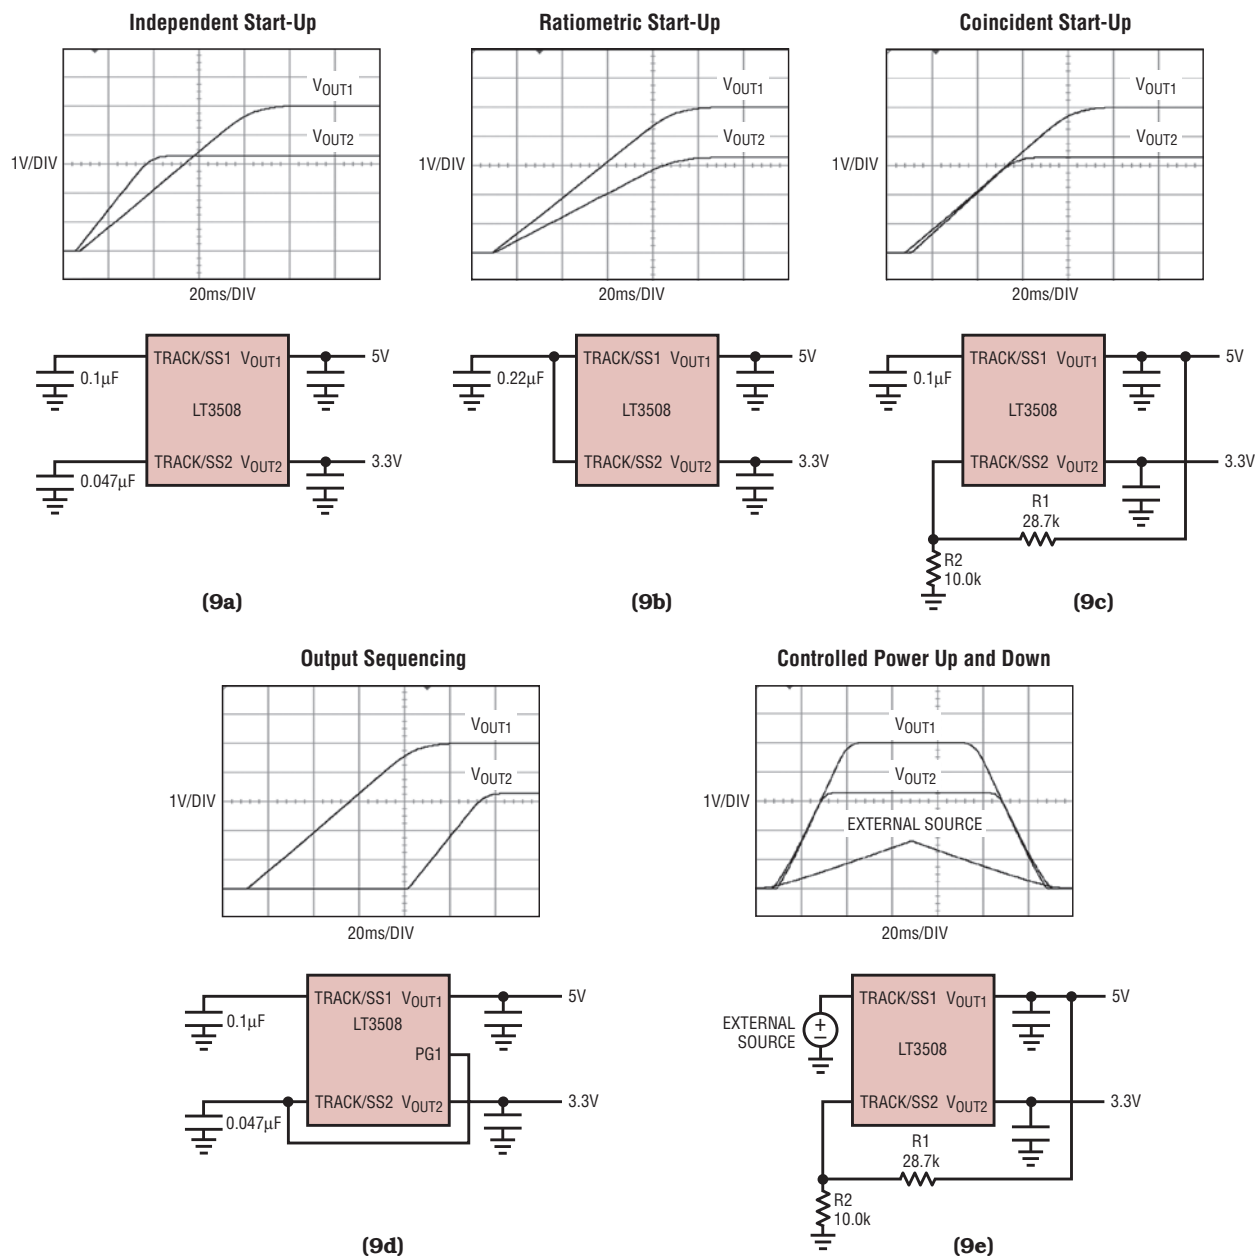 Independent Start-Up
VOUT1
VOUT2
1V/DIV
20ms/DIV
TRACK/SS1 VOUT1
5V
0.1µF
LT3508
TRACK/SS2 VOUT2
3.3V
0.047µF
(9a)
Ratiometric Start-Up
VOUT1
VOUT2
1V/DIV
20ms/DIV
TRACK/SS1 VOUT1
5V
0.22µF
LT3508
TRACK/SS2 VOUT2
3.3V
(9b)
Coincident Start-Up
VOUT1
VOUT2
1V/DIV
20ms/DIV
TRACK/SS1 VOUT1
5V
0.1µF
LT3508
TRACK/SS2 VOUT2
3.3V
R1
28.7k
R2
10.0k
(9c)
Output Sequencing
VOUT1
VOUT2
1V/DIV
20ms/DIV
TRACK/SS1 VOUT1
5V
0.1µF
LT3508
PG1
TRACK/SS2 VOUT2
3.3V
0.047µF
(9d)
Controlled Power Up and Down
VOUT1
VOUT2
1V/DIV
EXTERNAL SOURCE
20ms/DIV
TRACK/SS1 VOUT1
5V
EXTERNAL
SOURCE
+
–
LT3508
TRACK/SS2 VOUT2
3.3V
R1
28.7k
R2
10.0k
(9e)